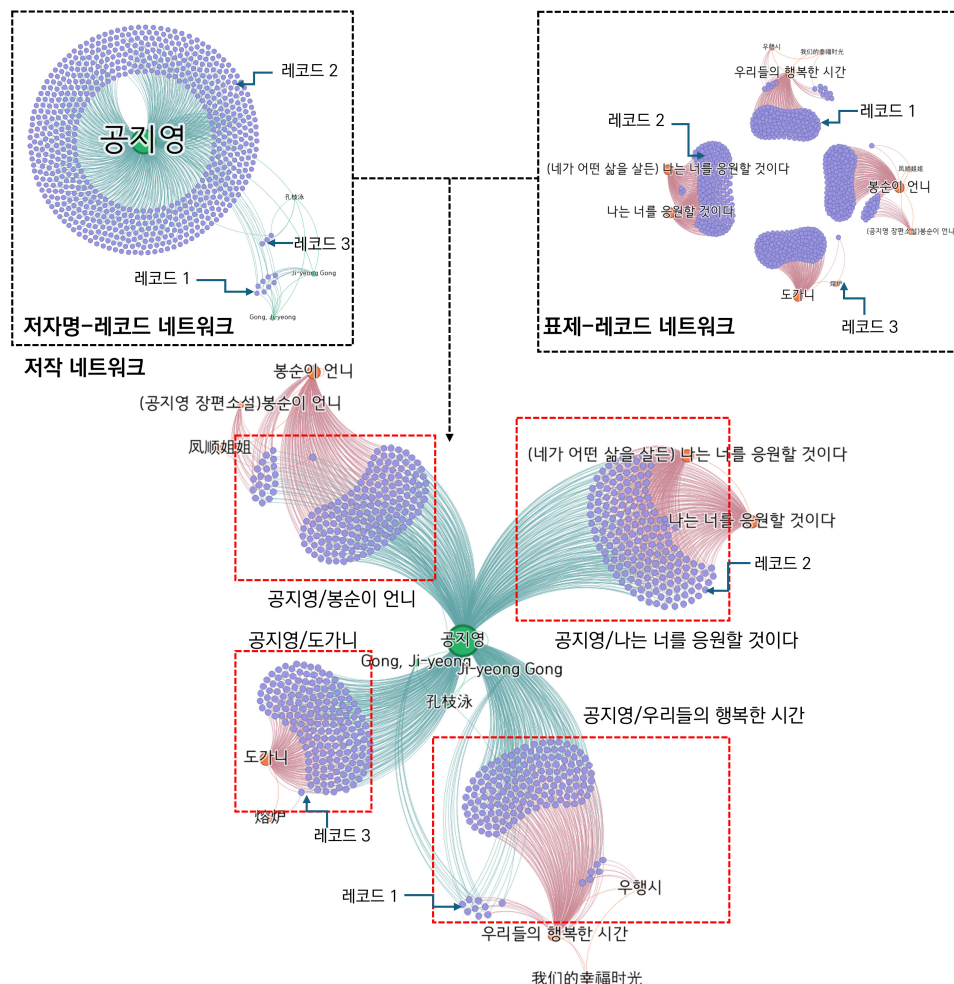 레코드 2
공지영
孔枝泳
레코드 3
Ji-yeong Gong
레코드 1
Gong, Ji-yeong
저자명-레코드 네트워크
우행시
我们的幸福时光
우리들의 행복한 시간
레코드 1
레코드 2
(네가 어떤 삶을 살든) 나는 너를 응원할 것이다
나는 너를 응원할 것이다
凤顺姐姐
봉순이 언니
(공지영 장편소설)봉순이 언니
도가니
熔炉
레코드 3
표제-레코드 네트워크
저작 네트워크
봉순이 언니
(공지영 장편소설)봉순이 언니
凤顺姐姐
공지영/봉순이 언니
(네가 어떤 삶을 살든) 나는 너를 응원할 것이다
나는 너를 응원할 것이다
레코드 2
공지영/나는 너를 응원할 것이다
공지영
Gong, Ji-yeong
Ji-yeong Gong
孔枝泳
공지영/도가니
도가니
熔炉
레코드 3
공지영/우리들의 행복한 시간
레코드 1
우행시
우리들의 행복한 시간
我们的幸福时光